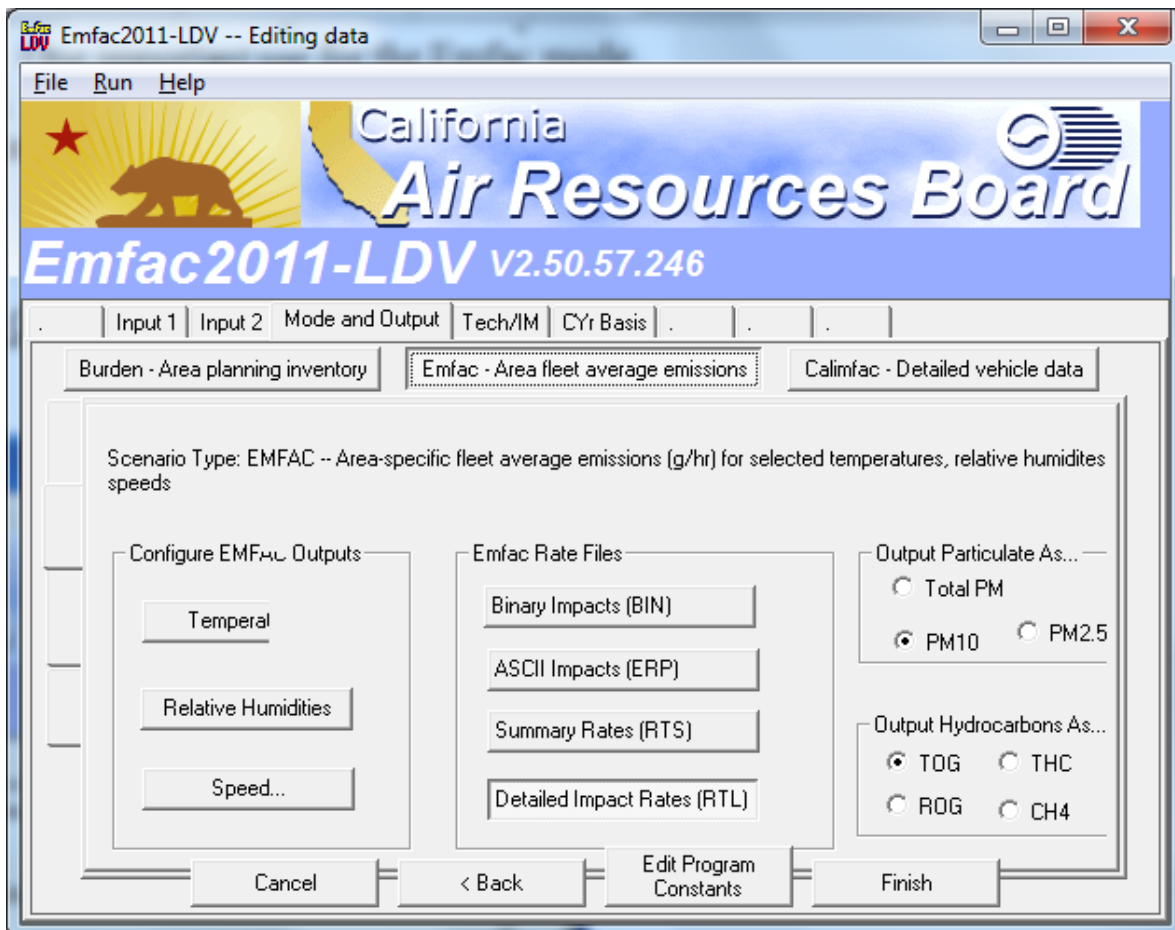 Emfac2011-LDV -- Editing data
File Run Help
California
Air Resources Board
Emfac2011-LDV V2.50.57.246
. Input 1 Input 2 Mode and Output Tech/IM CYr Basis . . .
Burden - Area planning inventory Emfac - Area fleet average emissions Calimfac - Detailed vehicle data
Scenario Type: EMFAC -- Area-specific fleet average emissions (g/hr) for selected temperatures, relative humidites
speeds
Configure EMFAC Outputs
Temperat
Relative Humidities
Speed...
Emfac Rate Files
Binary Impacts (BIN)
ASCII Impacts (ERP)
Summary Rates (RTS)
Detailed Impact Rates (RTL)
Output Particulate As...
Total PM
PM10 PM2.5
Output Hydrocarbons As...
TOG THC
ROG CH4
Cancel < Back Edit Program
Constants Finish